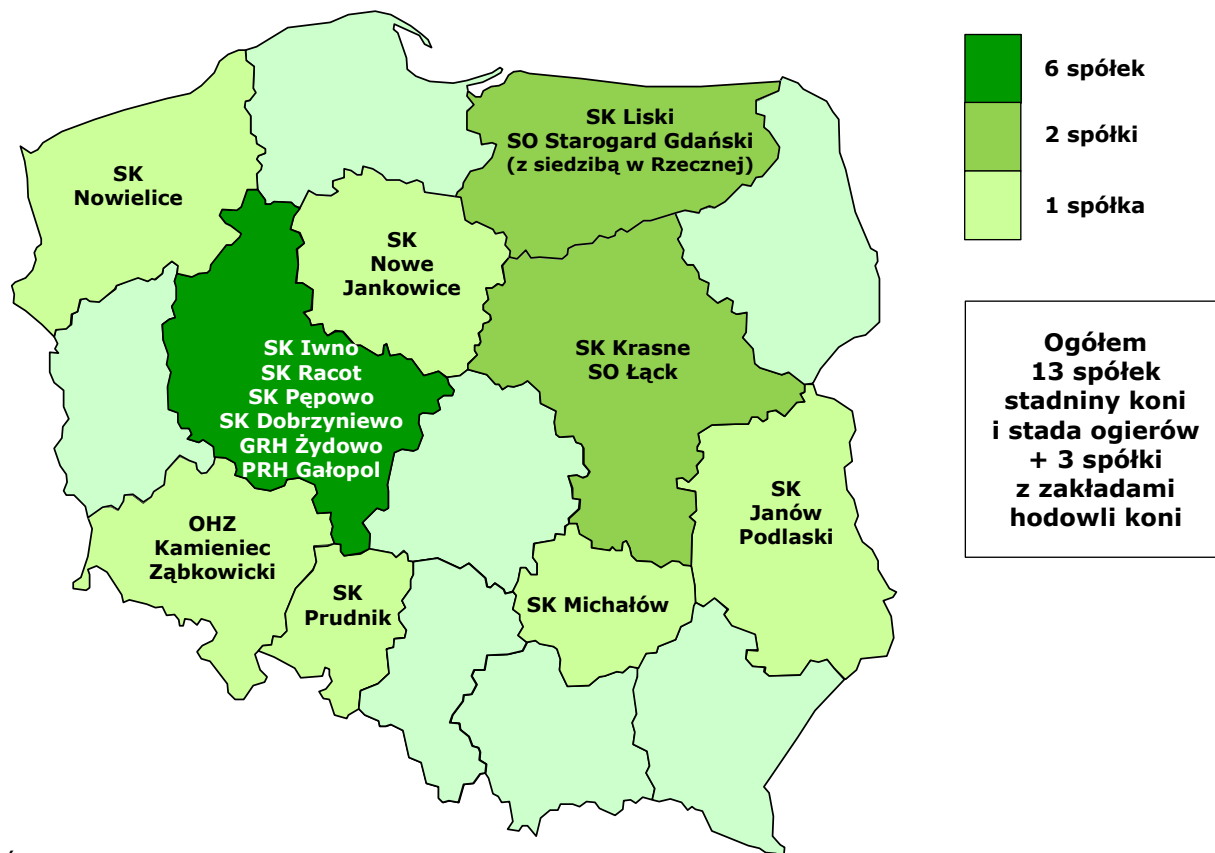 SK Liski
SO Starogard Gdański
(z siedzibą w Rzecznej)
SK
Nowielice
SK
Nowe
Jankowice
SK Iwno
SK Racot
SK Pępowo
SK Dobrzyniewo
GRH Żydowo
PRH Gałopol
SK Krasne
SO Łąck
SK
Janów
Podlaski
OHZ
Kamieniec
Ząbkowicki
SK
Prudnik
SK Michałów
6 spółek
2 spółki
1 spółka
Ogółem
13 spółek
stadniny koni
i stada ogierów
+ 3 spółki
z zakładami
hodowli koni